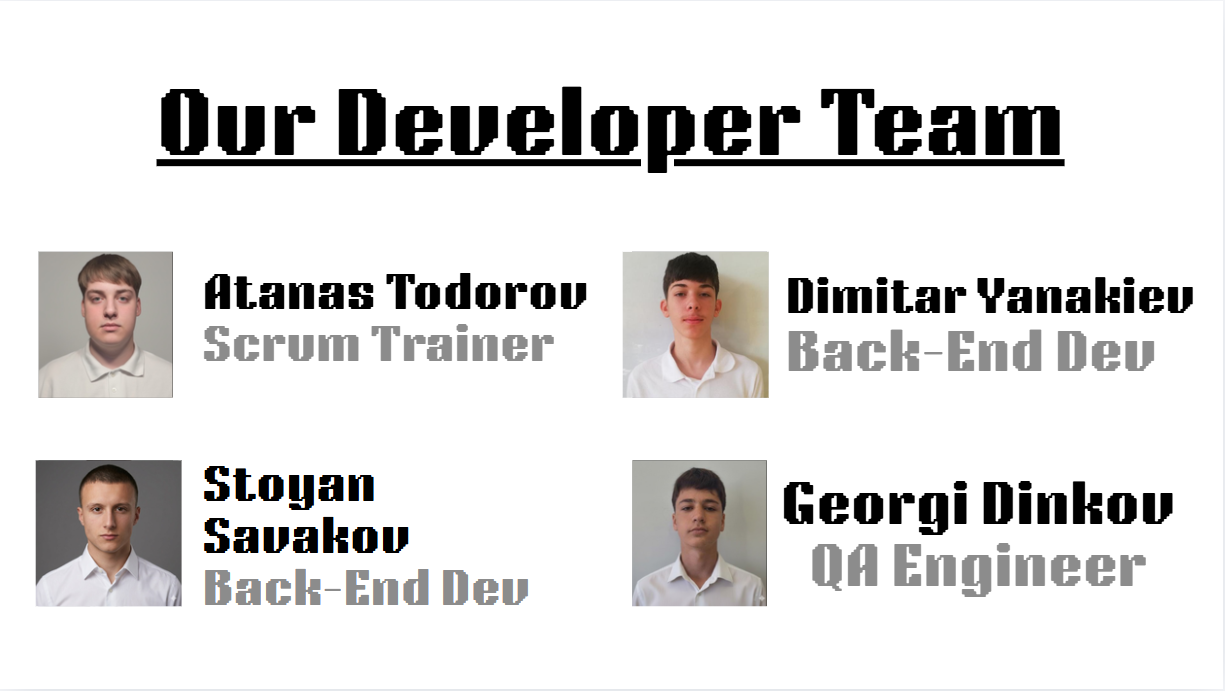 Our Developer Team
Atanas Todorov
Scrum Trainer
Dimitar Yanakiev
Back-End Dev
Stoyan
Savakov
Back-End Dev
Georgi Dinkov
QA Engineer